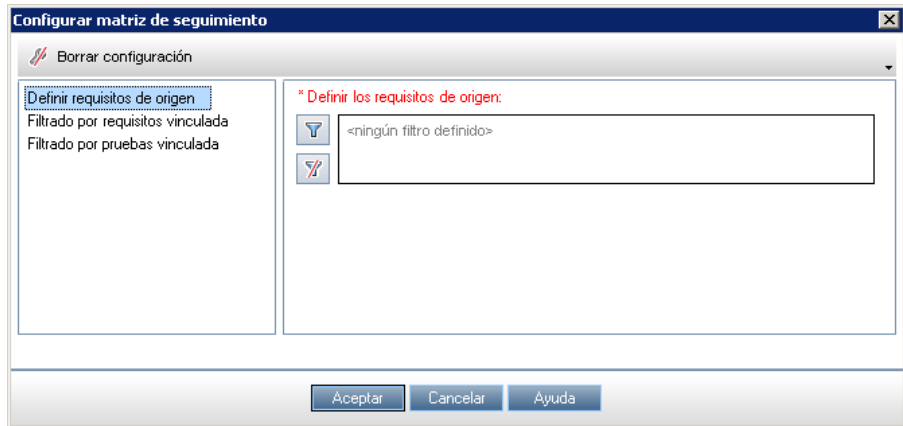 Configurar matriz de seguimiento
Borrar configuración
Definir requisitos de origen
Filtrado por requisitos vinculada
Filtrado por pruebas vinculada
* Definir los requisitos de origen:
<ningún filtro definido>
Aceptar
Cancelar
Ayuda